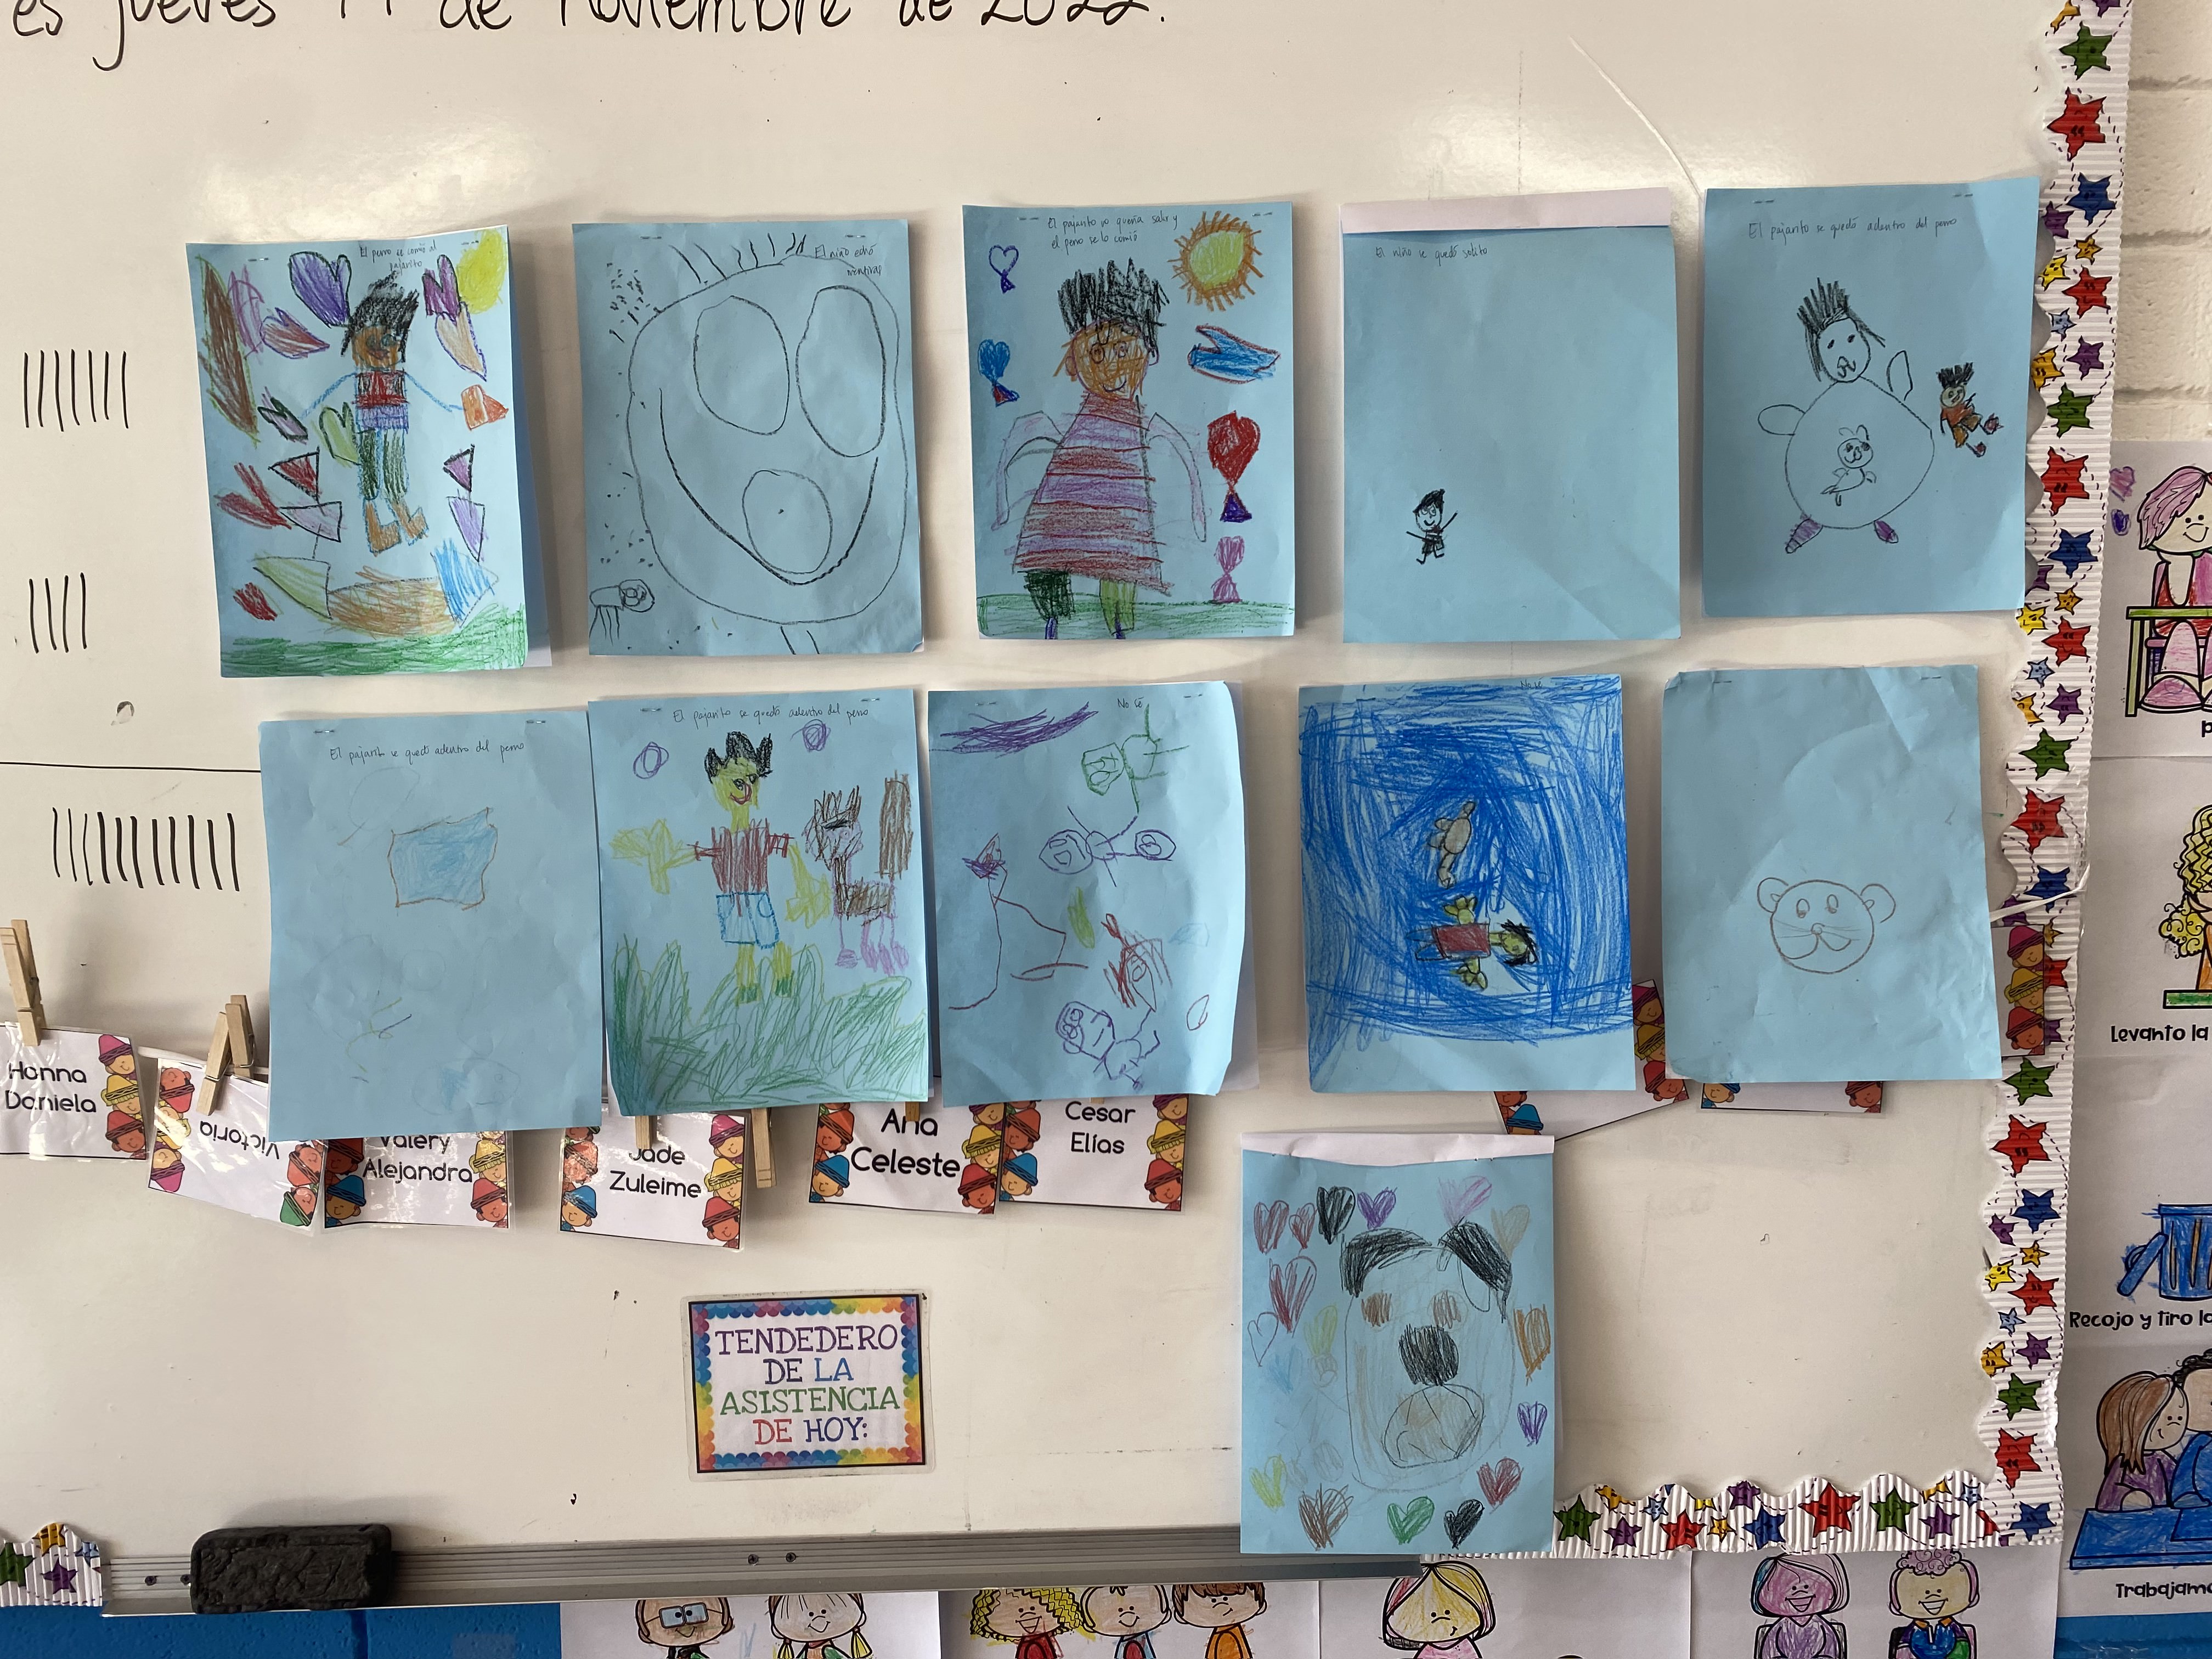 es jueves 17 de noviembre de 2022.
El perro se comió al
pajarito
El niño echó
mentiras
El pajarito no quería salir y
el perro se lo comió
El niño se quedó solito
El pajarito se quedó adentro del perro
El pajarito se quedó adentro del perro
El pajarito se quedó adentro del perro
No sé
No sé
Hanna
Daniela
Victoria
Valery
Alejandra
Jade
Zuleime
Ana
Celeste
Cesar
Elías
TENDEDERO
DE LA
ASISTENCIA
DE HOY:
Levanto la
Recojo y tiro la